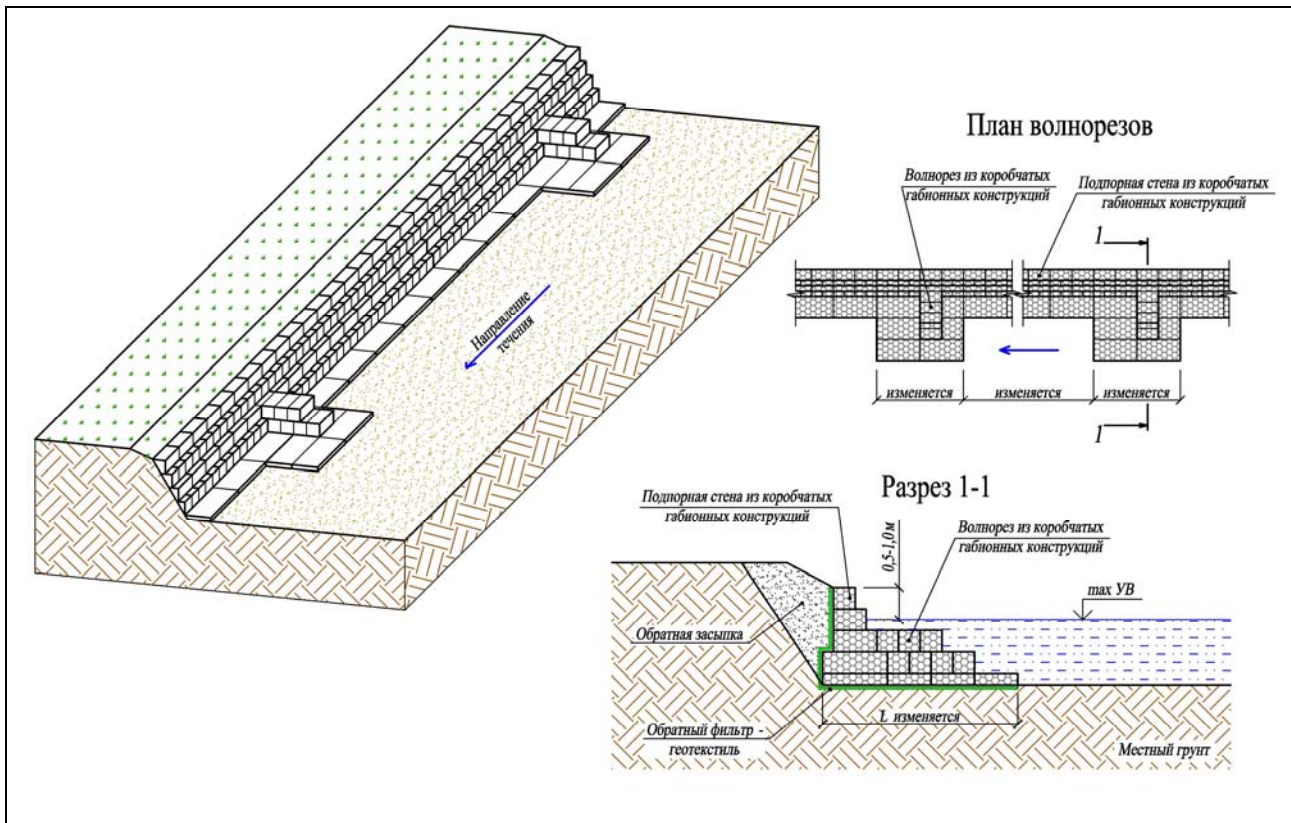 Направление
течения
План волнорезов
Волнорез из коробчатых
габионных конструкций
Подпорная стена из коробчатых
габионных конструкций
1
изменяется
изменяется
изменяется
1
Разрез 1-1
Подпорная стена из коробчатых
габионных конструкций
0,5-1,0м
Волнорез из коробчатых
габионных конструкций
max УВ
Обратная засыпка
L изменяется
Обратный фильтр -
геотекстиль
Местный грунт